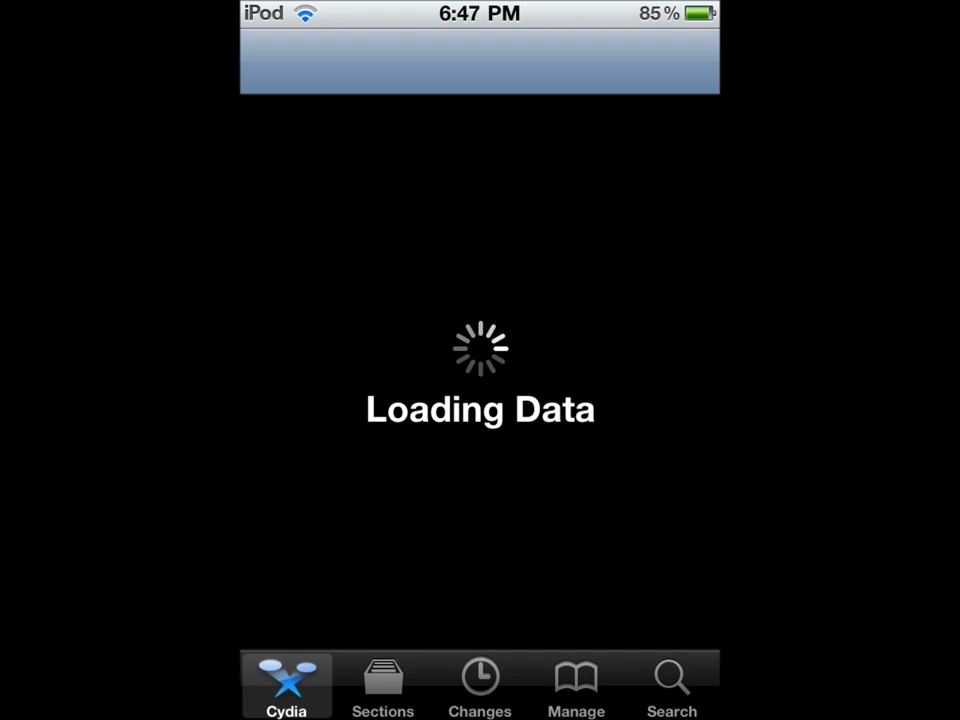 iPod 6:47 PM 85%
Loading Data
Cydia Sections Changes Manage Search